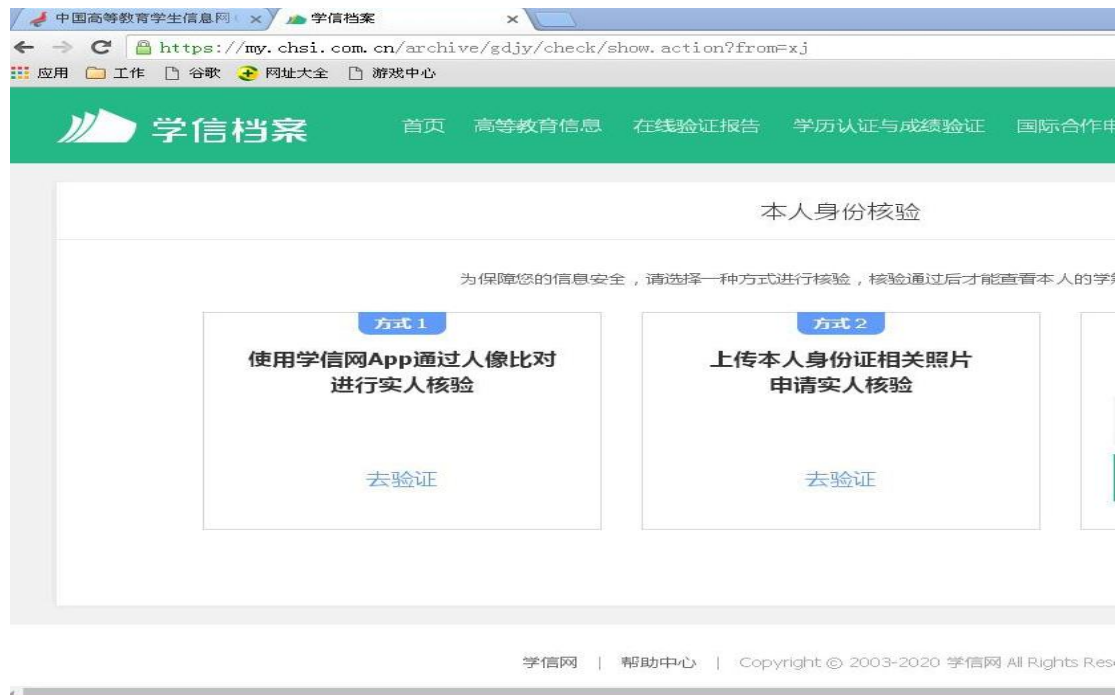 中国高等教育学生信息网(
学信档案
https://my.chsi.com.cn/archive/gdjy/check/show.action?from=xj
应用 工作 谷歌 网址大全 游戏中心
学信档案 首页 高等教育信息 在线验证报告 学历认证与成绩验证 国际合作申
本人身份核验
为保障您的信息安全，请选择一种方式进行核验，核验通过后才能查看本人的学
方式 1
使用学信网App通过人像比对
进行实人核验
去验证
方式 2
上传本人身份证相关照片
申请实人核验
去验证
学信网 | 帮助中心 | Copyright © 2003-2020 学信网 All Rights Rese